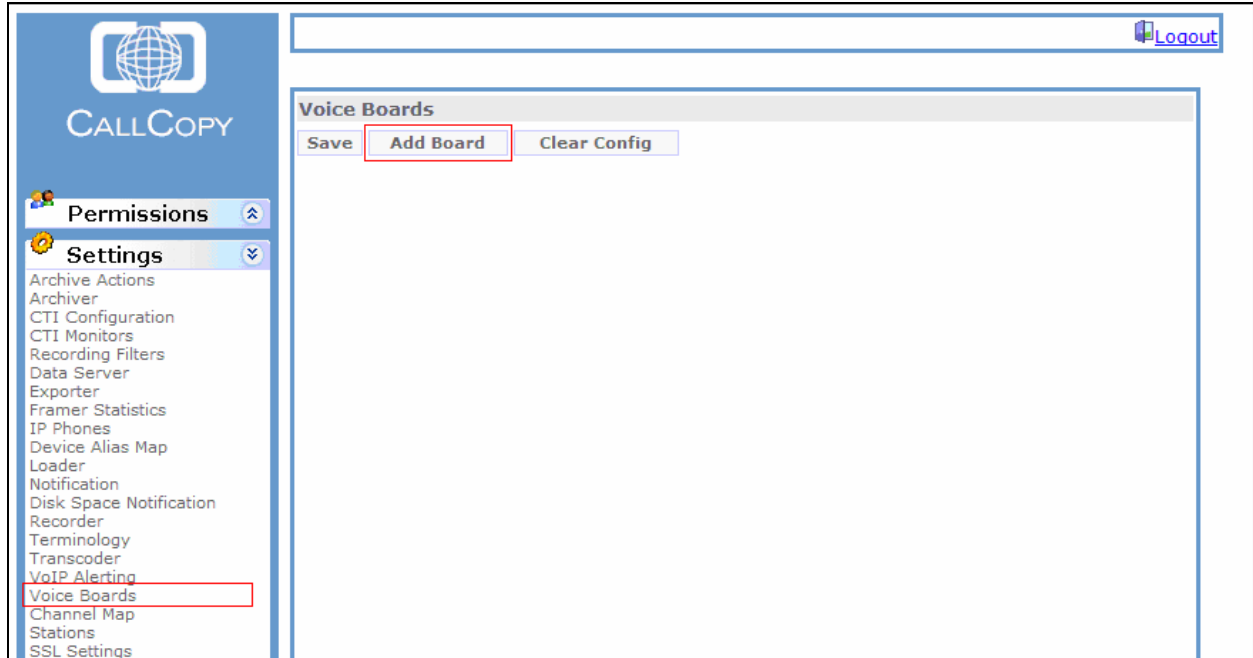 CALLCOPY
Logout
Permissions
Settings
Archive Actions
Archiver
CTI Configuration
CTI Monitors
Recording Filters
Data Server
Exporter
Framer Statistics
IP Phones
Device Alias Map
Loader
Notification
Disk Space Notification
Recorder
Terminology
Transcoder
VoIP Alerting
Voice Boards
Channel Map
Stations
SSL Settings
Voice Boards
Save Add Board Clear Config